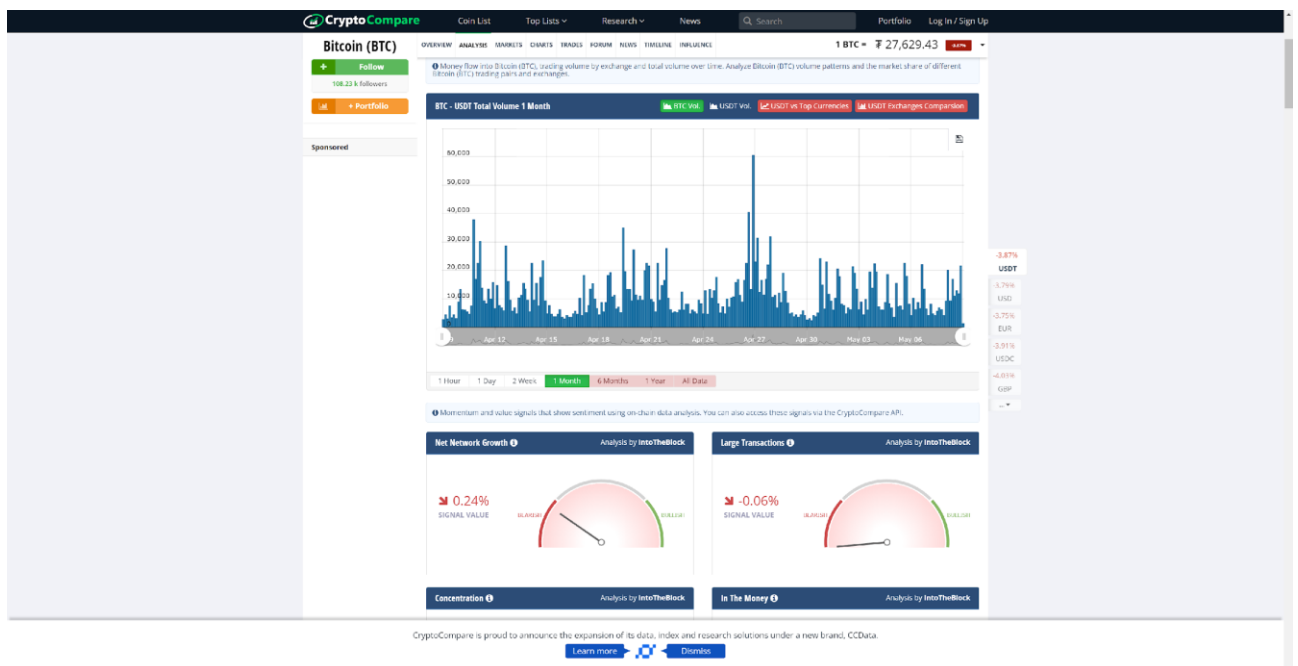 CryptoCompare
Coin List Top Lists Research News Search Portfolio Log In / Sign Up
Bitcoin (BTC)
OVERVIEW ANALYSIS MARKETS CHARTS TRADES FORUM NEWS TIMELINE INFLUENCE
1 BTC = ₮ 27,629.43
+ Follow
108.23 k followers
+ Portfolio
Sponsored
Money flow into Bitcoin (BTC), trading volume by exchange and total volume over time. Analyze Bitcoin (BTC) volume patterns and the market share of different
Bitcoin (BTC) trading pairs and exchanges.
BTC - USDT Total Volume 1 Month
BTC Vol. USDT Vol. USDT vs Top Currencies USDT Exchanges Comparsion
60,000
50,000
40,000
30,000
20,000
10,000
0
9 Apr 12 Apr 15 Apr 18 Apr 21 Apr 24 Apr 27 Apr 30 May 03 May 06
1 Hour 1 Day 2 Week 1 Month 6 Months 1 Year All Data
-3.87%
USDT
-3.79%
USD
-3.75%
EUR
-3.91%
USDC
-4.03%
GBP
...
Momentum and value signals that show sentiment using on-chain data analysis. You can also access these signals via the CryptoCompare API.
Net Network Growth Analysis by IntoTheBlock
0.24%
SIGNAL VALUE
BEARISH BULLISH
Large Transactions Analysis by IntoTheBlock
-0.06%
SIGNAL VALUE
BEARISH BULLISH
Concentration Analysis by IntoTheBlock
In The Money Analysis by IntoTheBlock
CryptoCompare is proud to announce the expansion of its data, index and research solutions under a new brand, CCData.
Learn more Dismiss